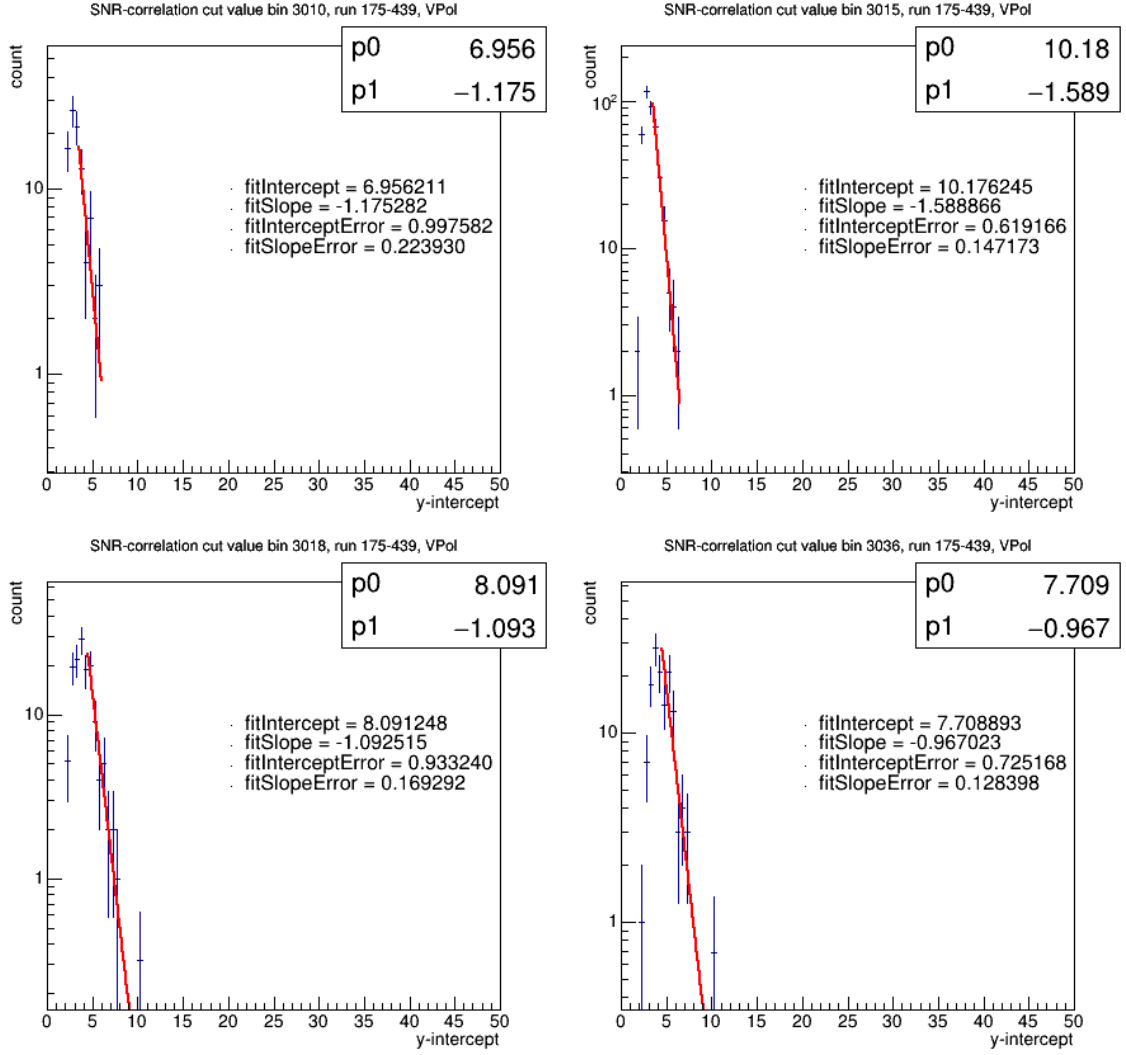 SNR-correlation cut value bin 3010, run 175-439, VPol
count
p0 6.956
p1 −1.175
10
1
fitIntercept = 6.956211
fitSlope = -1.175282
fitInterceptError = 0.997582
fitSlopeError = 0.223930
0 5 10 15 20 25 30 35 40 45 50
y-intercept
SNR-correlation cut value bin 3015, run 175-439, VPol
count
p0 10.18
p1 −1.589
10²
10
1
fitIntercept = 10.176245
fitSlope = -1.588866
fitInterceptError = 0.619166
fitSlopeError = 0.147173
0 5 10 15 20 25 30 35 40 45 50
y-intercept
SNR-correlation cut value bin 3018, run 175-439, VPol
count
p0 8.091
p1 −1.093
10
1
fitIntercept = 8.091248
fitSlope = -1.092515
fitInterceptError = 0.933240
fitSlopeError = 0.169292
0 5 10 15 20 25 30 35 40 45 50
y-intercept
SNR-correlation cut value bin 3036, run 175-439, VPol
count
p0 7.709
p1 −0.967
10
1
fitIntercept = 7.708893
fitSlope = -0.967023
fitInterceptError = 0.725168
fitSlopeError = 0.128398
0 5 10 15 20 25 30 35 40 45 50
y-intercept